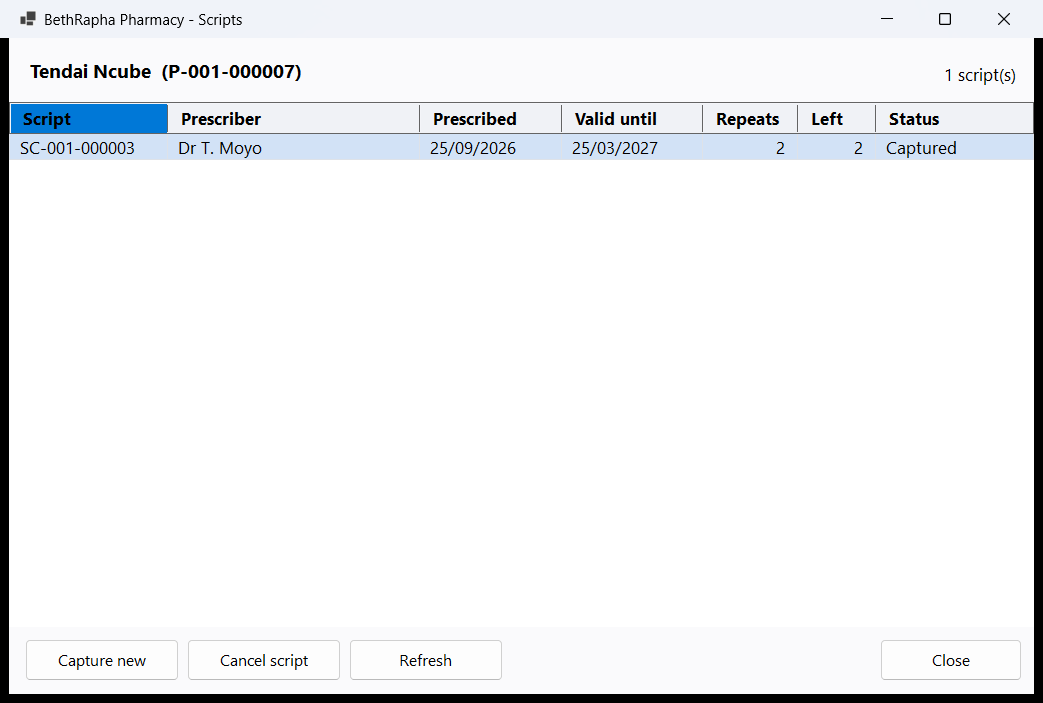 BethRapha Pharmacy - Scripts
Tendai Ncube (P-001-000007)
1 script(s)
Script Prescriber Prescribed Valid until Repeats Left Status
SC-001-000003 Dr T. Moyo 25/09/2026 25/03/2027 2 2 Captured
Capture new Cancel script Refresh Close